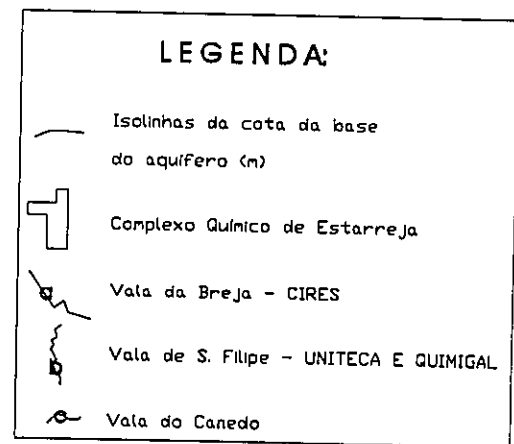 LEGENDA:
Isolinhas da cota da base
do aquífero (m)
Complexo Químico de Estarreja
Vala da Breja - CIRES
Vala de S. Filipe - UNITECA E QUIMIGAL
Vala do Canedo